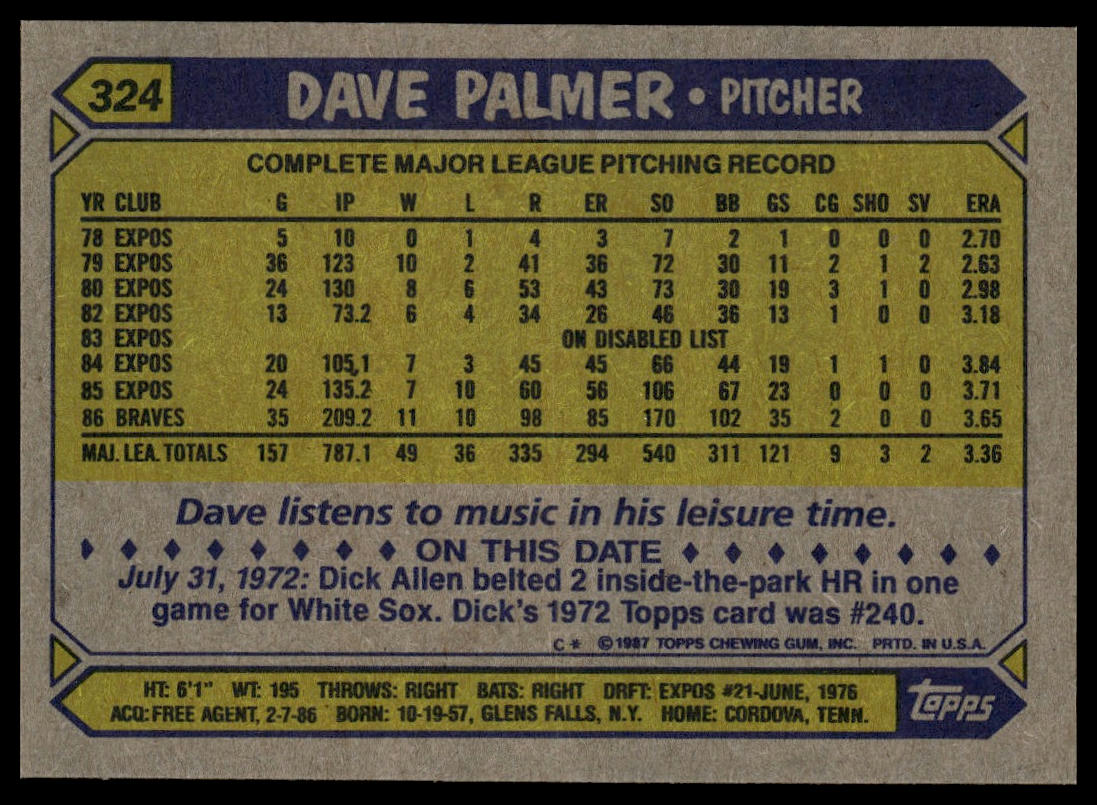 324 DAVE PALMER • PITCHER
COMPLETE MAJOR LEAGUE PITCHING RECORD
YR CLUB G IP W L R ER SO BB GS CG SHO SV ERA
78 EXPOS 5 10 0 1 4 3 7 2 1 0 0 0 2.70
79 EXPOS 36 123 10 2 41 36 72 30 11 2 1 2 2.63
80 EXPOS 24 130 8 6 53 43 73 30 19 3 1 0 2.98
82 EXPOS 13 73.2 6 4 34 26 46 36 13 1 0 0 3.18
83 EXPOS ON DISABLED LIST
84 EXPOS 20 105.1 7 3 45 45 66 44 19 1 1 0 3.84
85 EXPOS 24 135.2 7 10 60 56 106 67 23 0 0 0 3.71
86 BRAVES 35 209.2 11 10 98 85 170 102 35 2 0 0 3.65
MAJ. LEA. TOTALS 157 787.1 49 36 335 294 540 311 121 9 3 2 3.36
Dave listens to music in his leisure time.
ON THIS DATE
July 31, 1972: Dick Allen belted 2 inside-the-park HR in one
game for White Sox. Dick's 1972 Topps card was #240.
C* ©1987 TOPPS CHEWING GUM, INC. PRTD. IN U.S.A.
HT: 6'1" WT: 195 THROWS: RIGHT BATS: RIGHT DRFT: EXPOS #21-JUNE, 1976
ACQ: FREE AGENT, 2-7-86 BORN: 10-19-57, GLENS FALLS, N.Y. HOME: CORDOVA, TENN.
topps